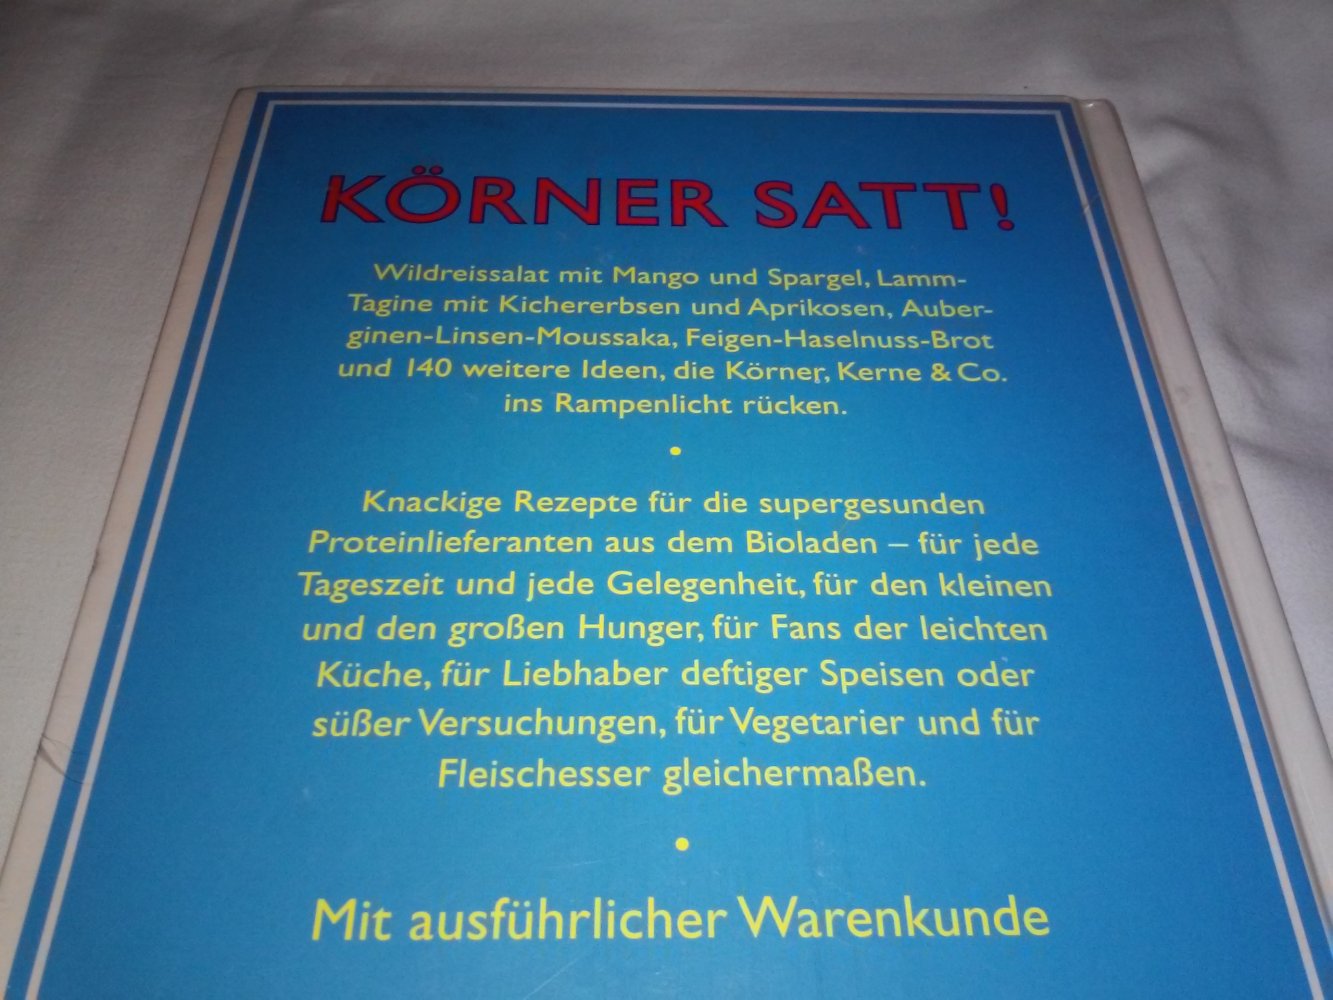 KÖRNER SATT!
Wildreissalat mit Mango und Spargel, Lamm-
Tagine mit Kichererbsen und Aprikosen, Auber-
ginen-Linsen-Moussaka, Feigen-Haselnuss-Brot
und 140 weitere Ideen, die Körner, Kerne & Co.
ins Rampenlicht rücken.
•
Knackige Rezepte für die supergesunden
Proteinlieferanten aus dem Bioladen – für jede
Tageszeit und jede Gelegenheit, für den kleinen
und den großen Hunger, für Fans der leichten
Küche, für Liebhaber deftiger Speisen oder
süßer Versuchungen, für Vegetarier und für
Fleischesser gleichermaßen.
•
Mit ausführlicher Warenkunde